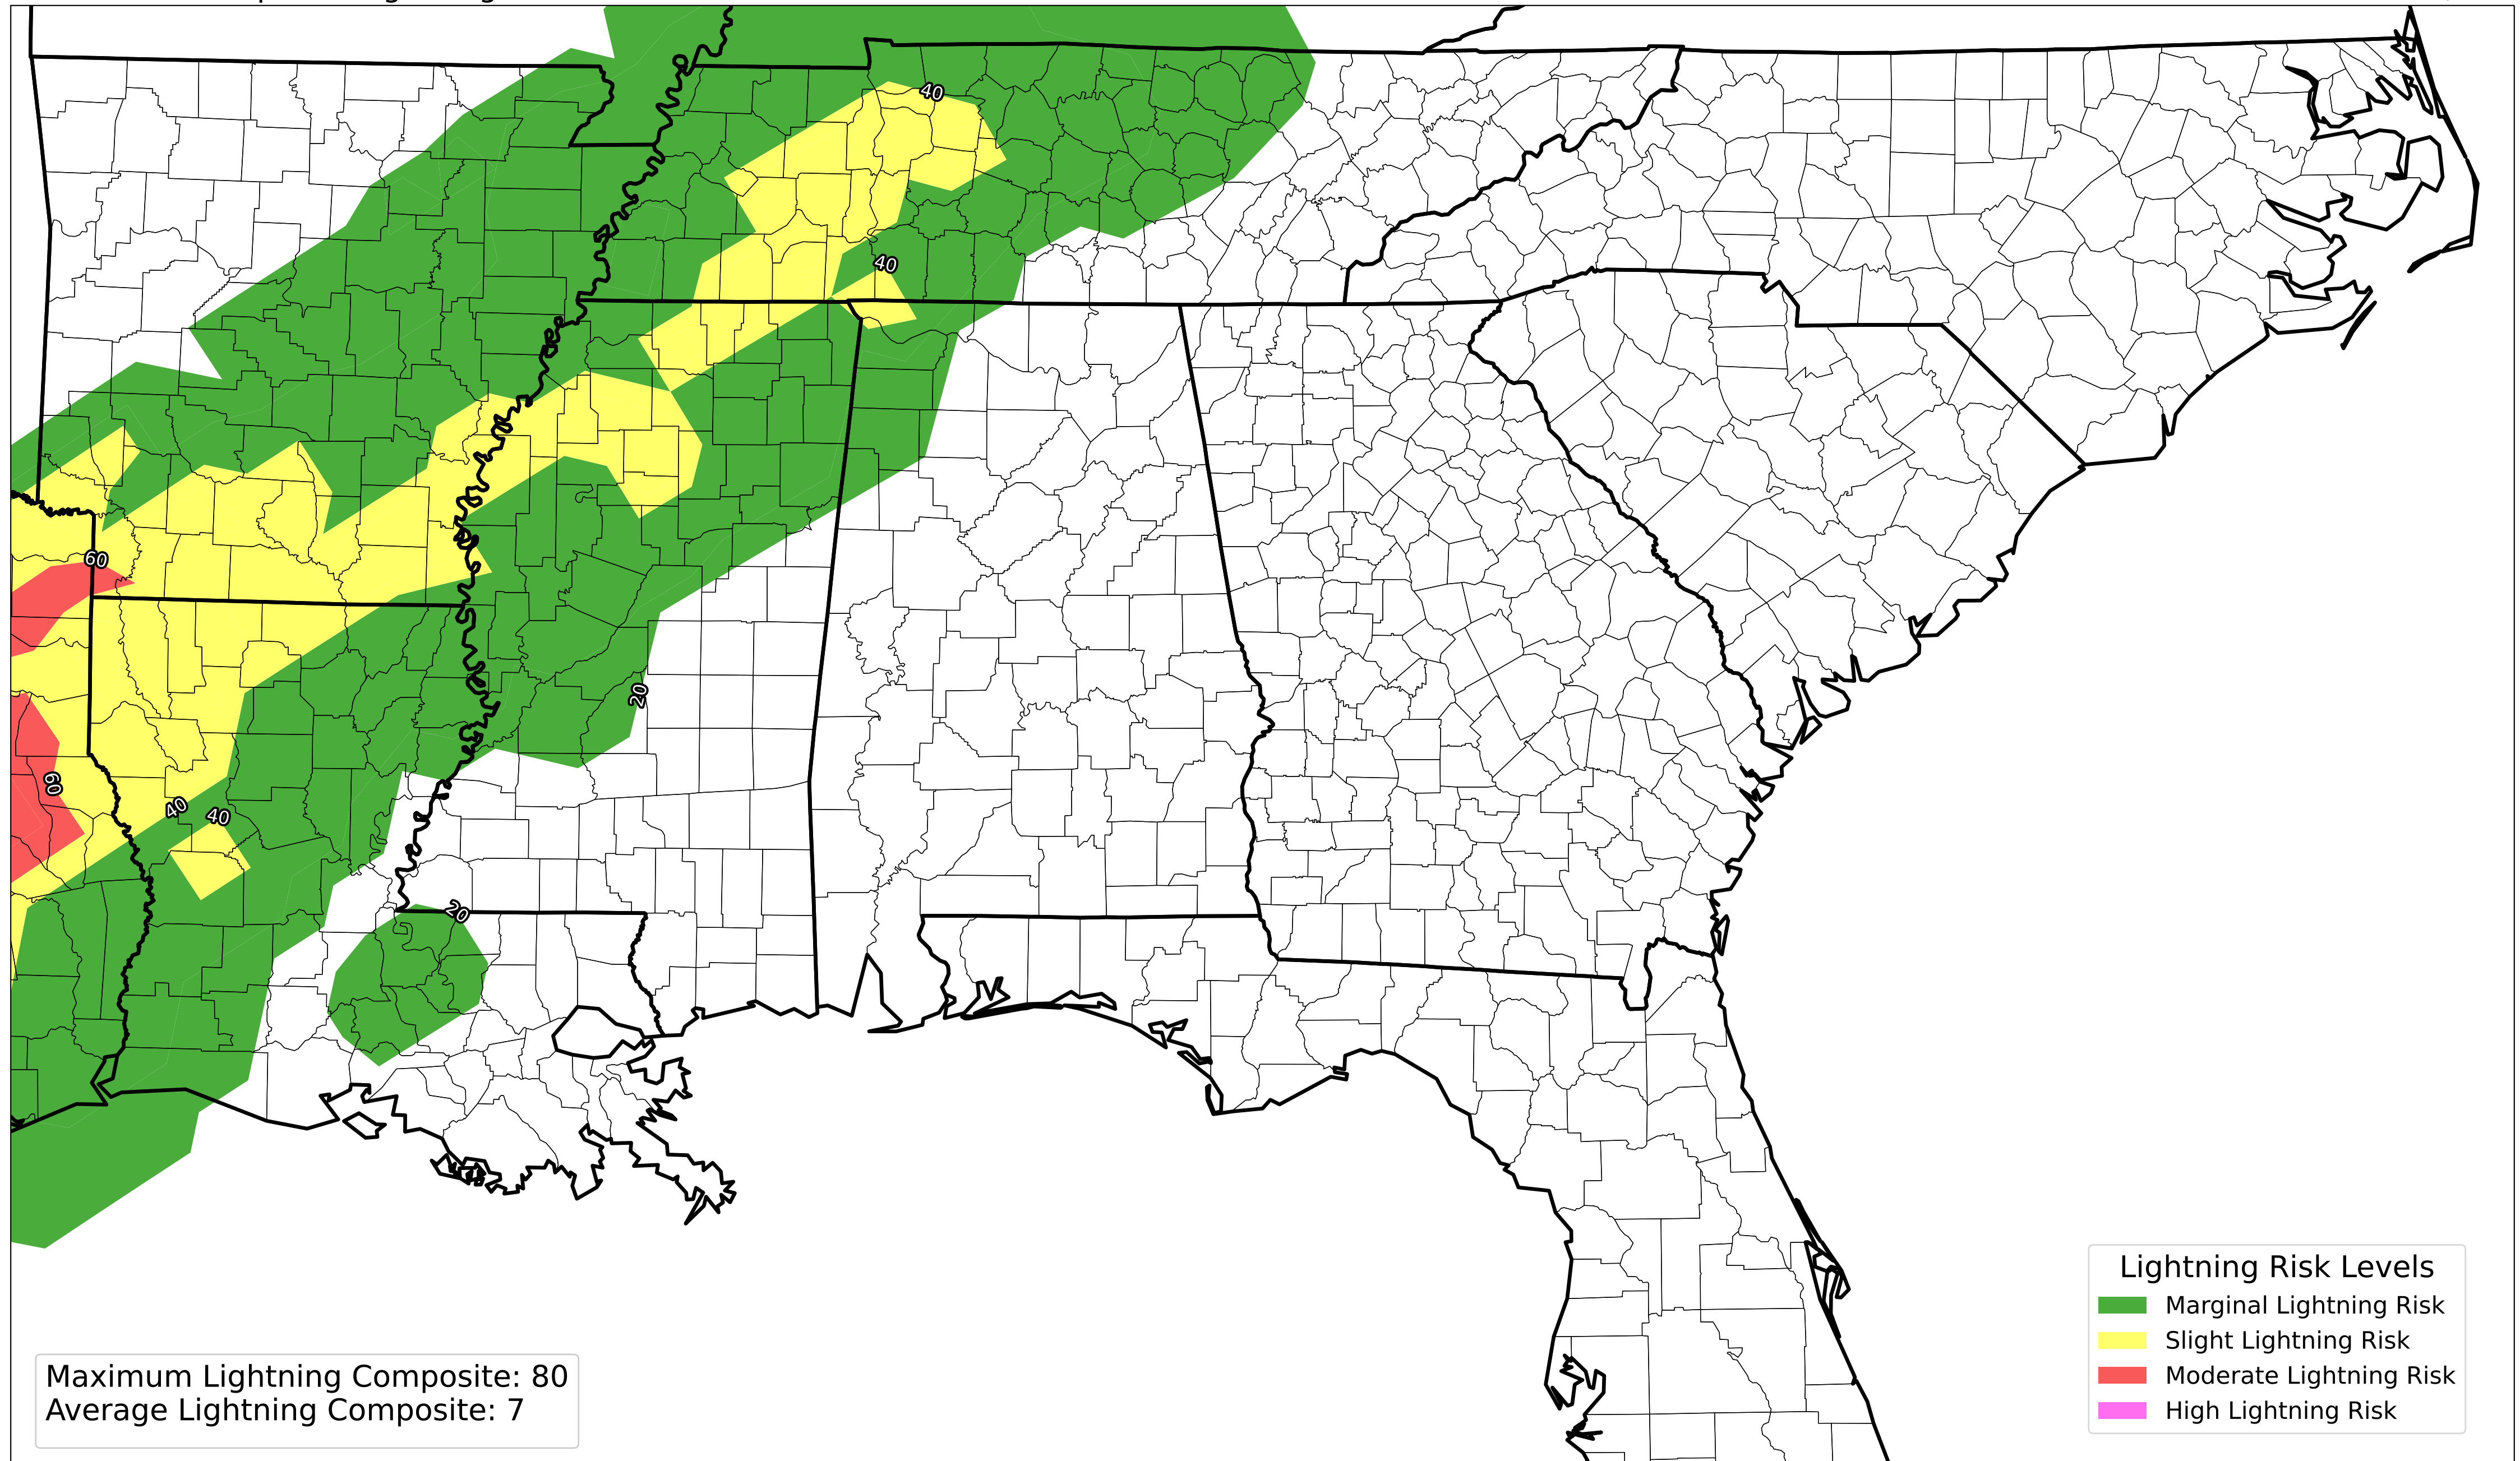 40
40
60
20
60
40
40
20
Lightning Risk Levels
Marginal Lightning Risk
Slight Lightning Risk
Moderate Lightning Risk
High Lightning Risk
Maximum Lightning Composite: 80
Average Lightning Composite: 7